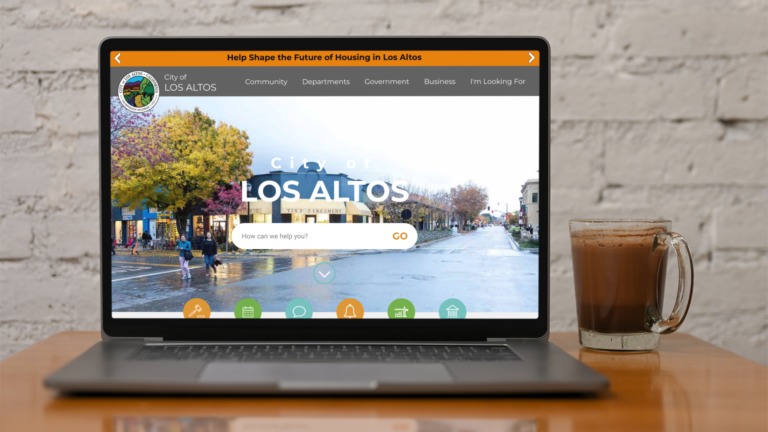 Help Shape the Future of Housing in Los Altos
City of
LOS ALTOS
Community Departments Government Business I'm Looking For
City of
LOS ALTOS
How can we help you? GO